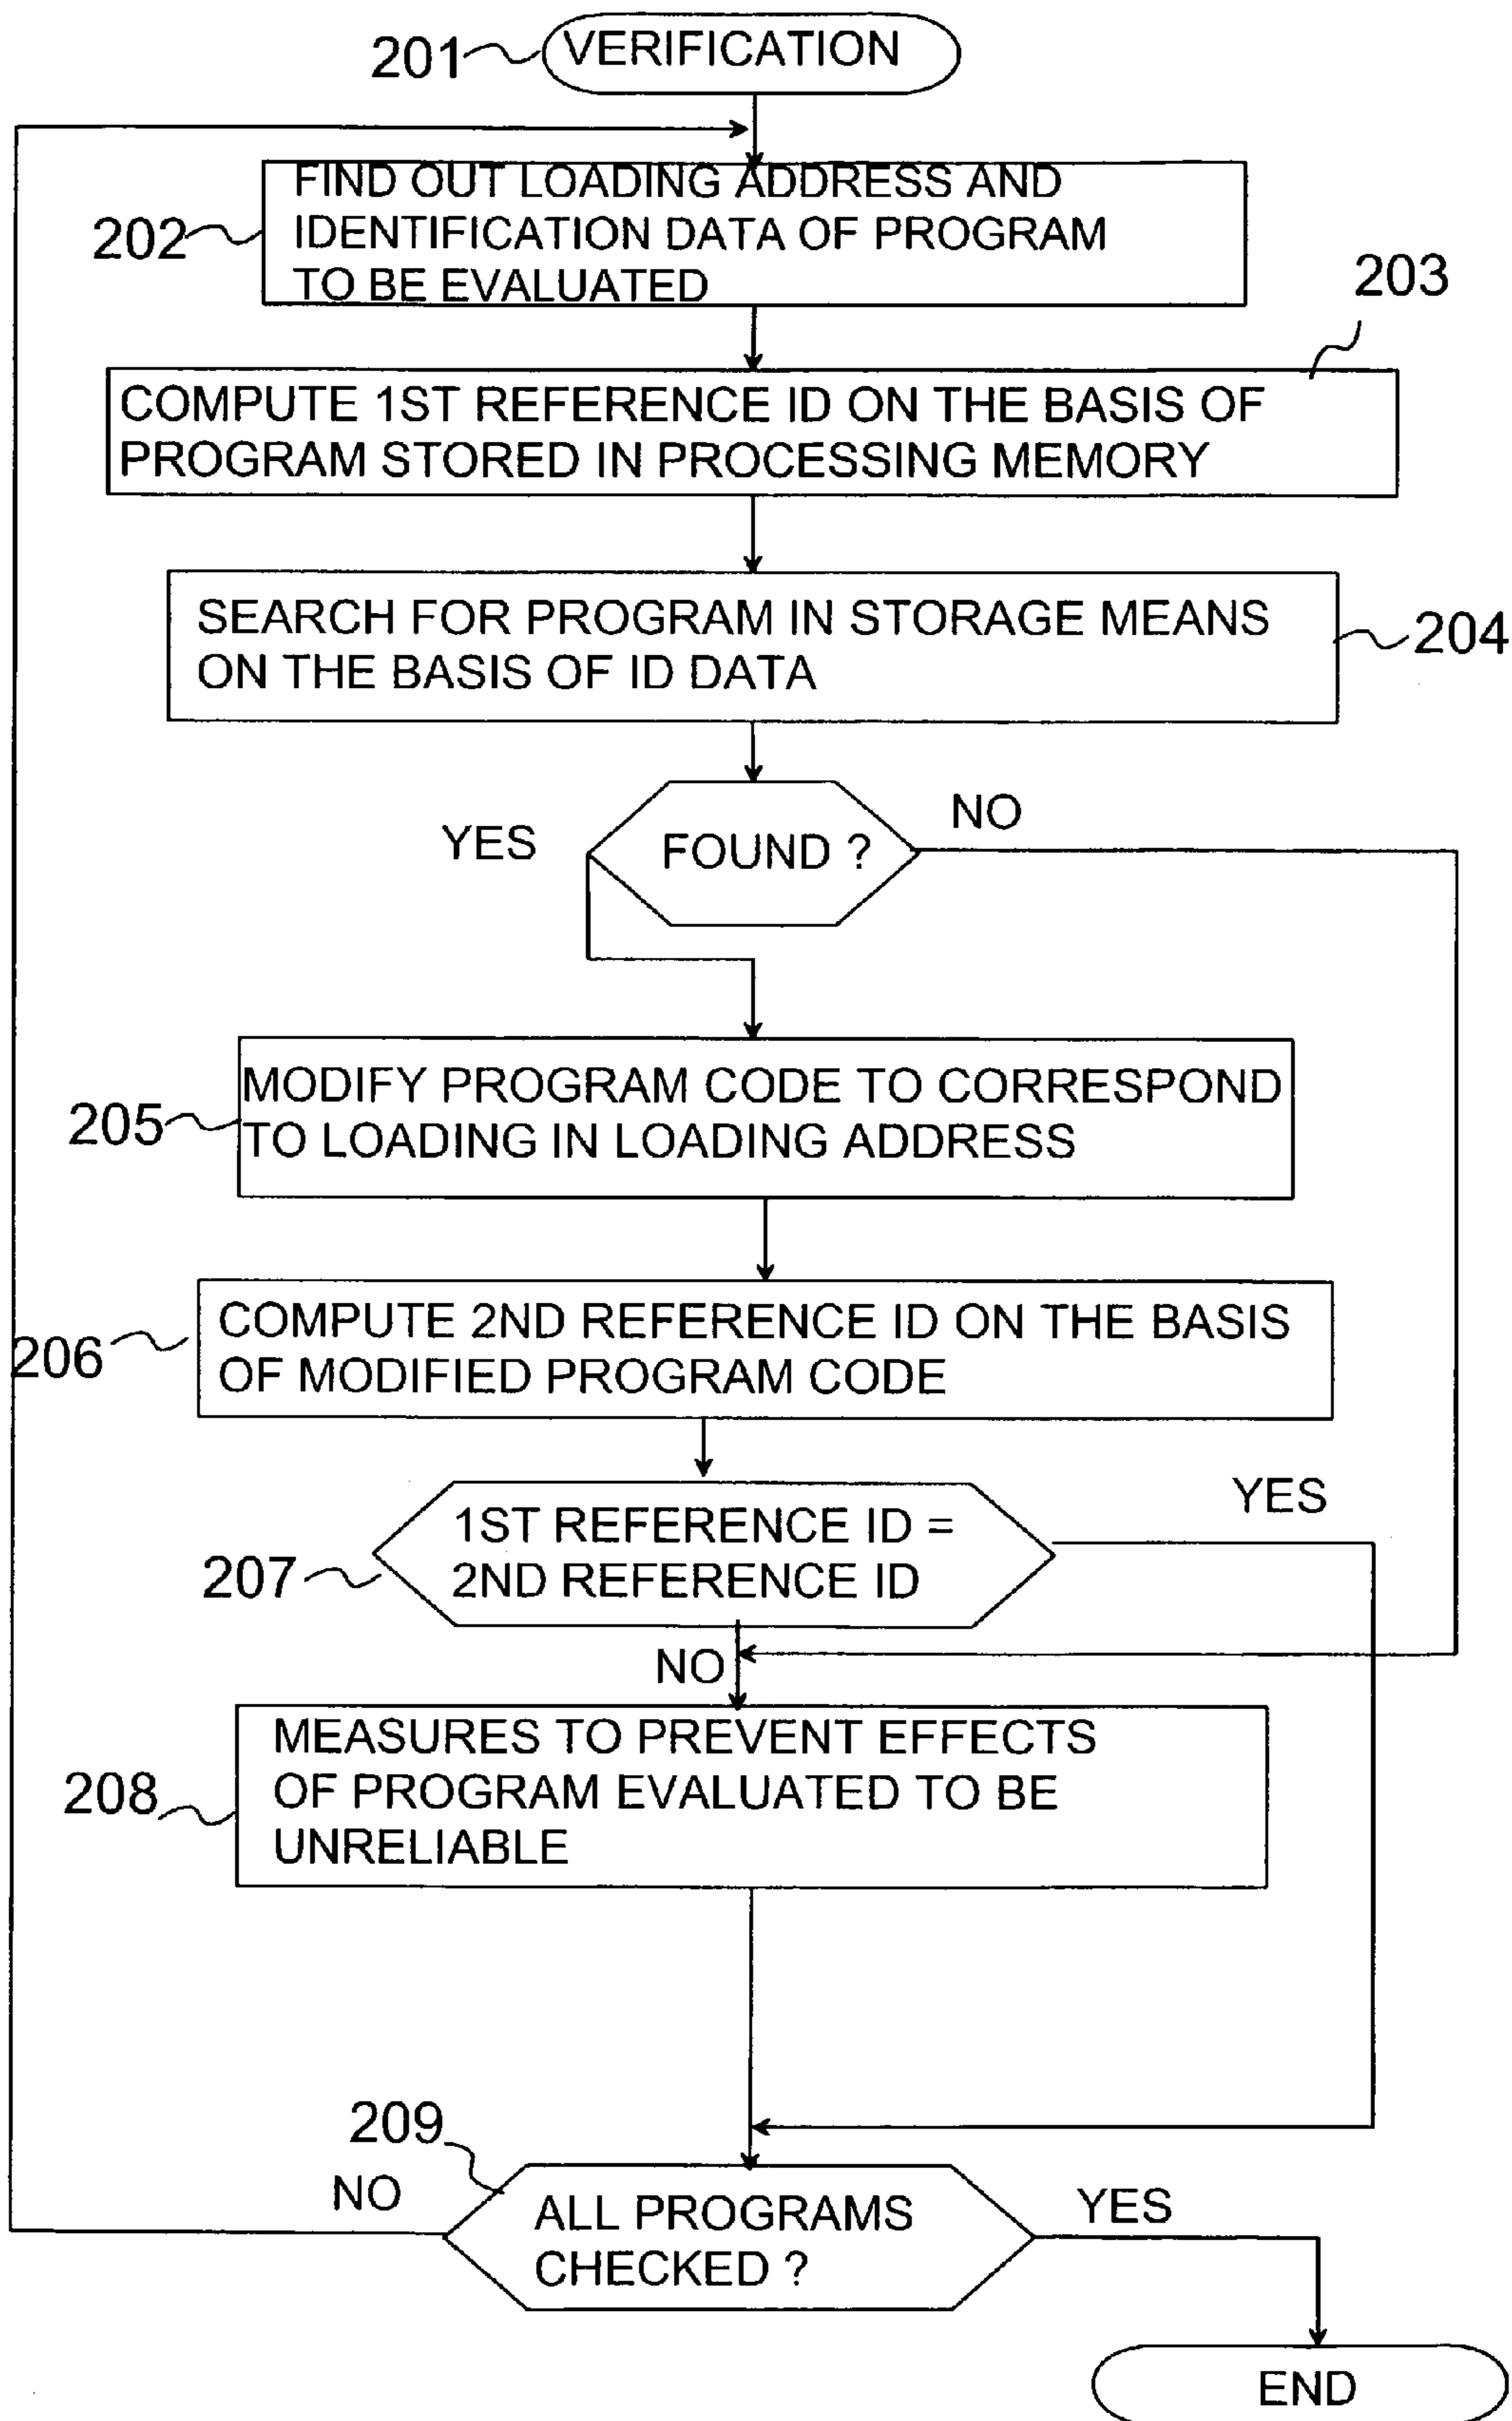 201
VERIFICATION
FIND OUT LOADING ADDRESS AND
IDENTIFICATION DATA OF PROGRAM
TO BE EVALUATED
202
203
COMPUTE 1ST REFERENCE ID ON THE BASIS OF
PROGRAM STORED IN PROCESSING MEMORY
SEARCH FOR PROGRAM IN STORAGE MEANS
ON THE BASIS OF ID DATA
204
YES
FOUND ?
NO
MODIFY PROGRAM CODE TO CORRESPOND
TO LOADING IN LOADING ADDRESS
205
COMPUTE 2ND REFERENCE ID ON THE BASIS
OF MODIFIED PROGRAM CODE
206
YES
1ST REFERENCE ID =
2ND REFERENCE ID
207
NO
MEASURES TO PREVENT EFFECTS
OF PROGRAM EVALUATED TO BE
UNRELIABLE
208
209
NO
ALL PROGRAMS
CHECKED ?
YES
END